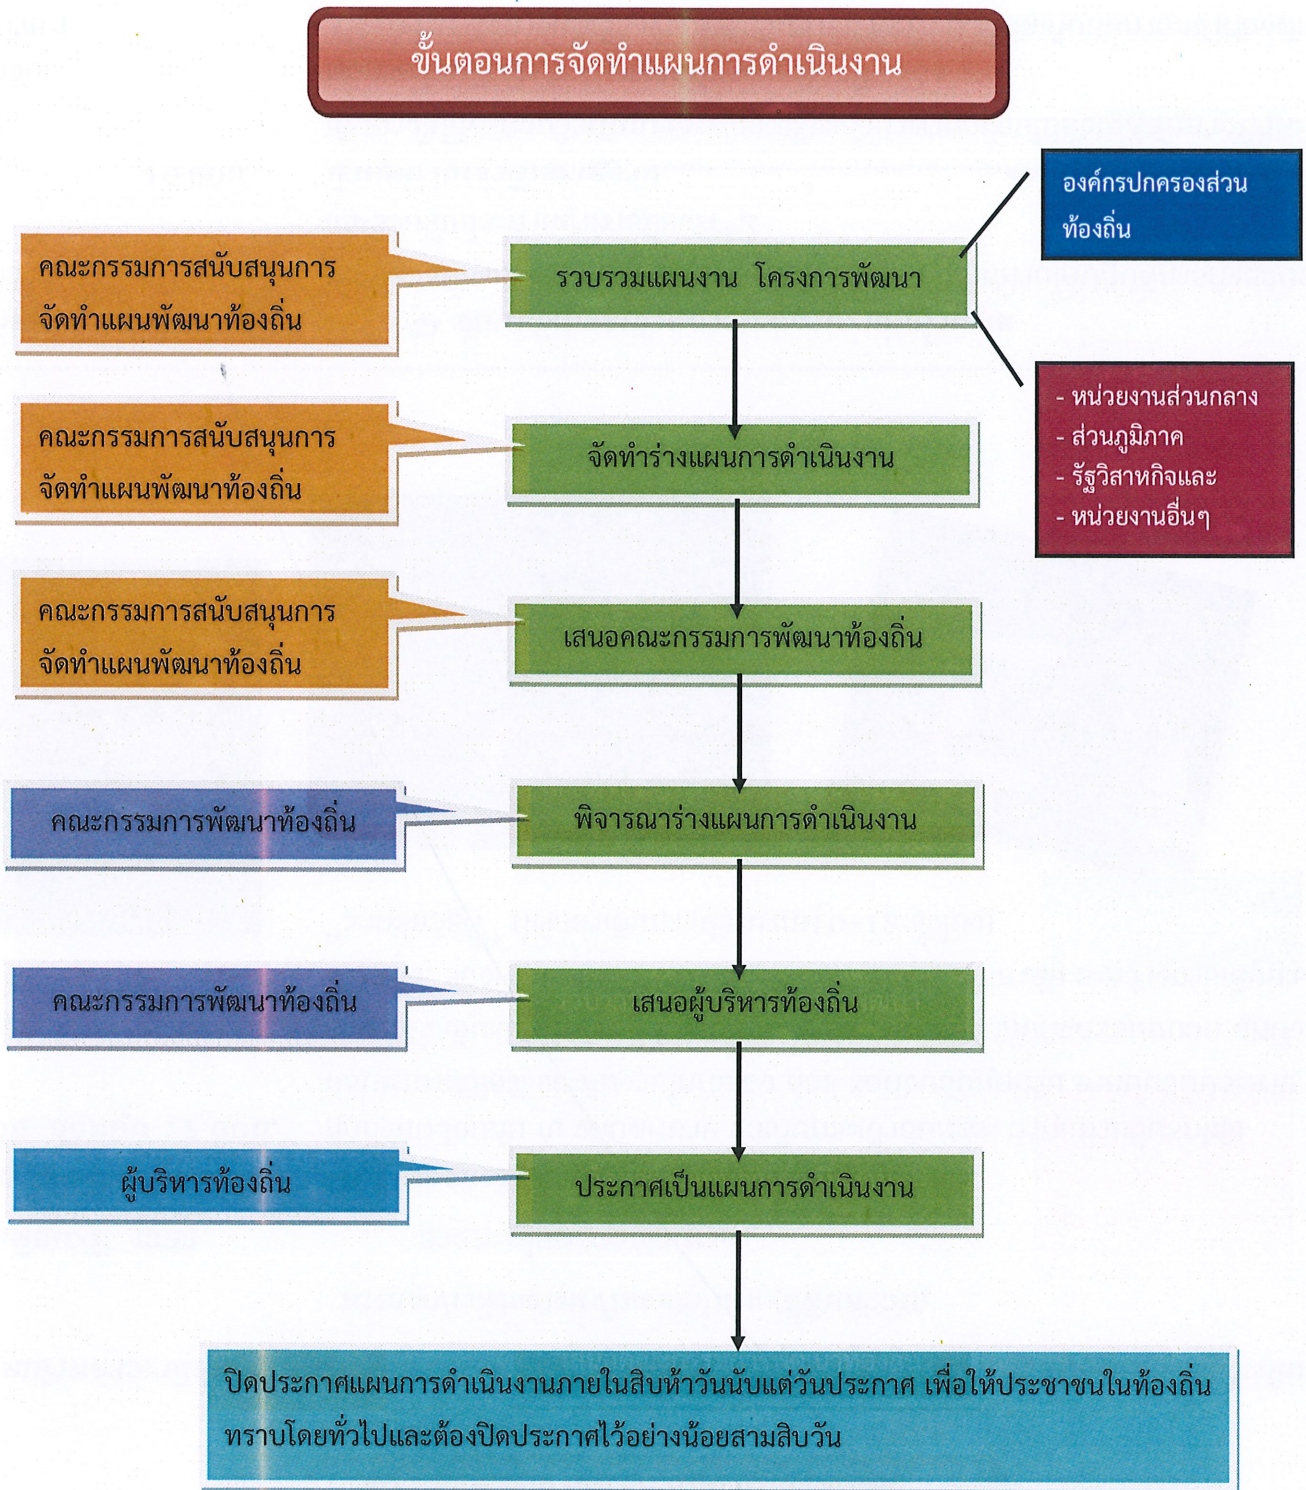 ขั้นตอนการจัดทำแผนการดำเนินงาน
องค์กรปกครองส่วน
ท้องถิ่น
คณะกรรมการสนับสนุนการ
จัดทำแผนพัฒนาท้องถิ่น
รวบรวมแผนงาน โครงการพัฒนา
- หน่วยงานส่วนกลาง
- ส่วนภูมิภาค
- รัฐวิสาหกิจและ
- หน่วยงานอื่นๆ
คณะกรรมการสนับสนุนการ
จัดทำแผนพัฒนาท้องถิ่น
จัดทำร่างแผนการดำเนินงาน
คณะกรรมการสนับสนุนการ
จัดทำแผนพัฒนาท้องถิ่น
เสนอคณะกรรมการพัฒนาท้องถิ่น
คณะกรรมการพัฒนาท้องถิ่น
พิจารณาร่างแผนการดำเนินงาน
คณะกรรมการพัฒนาท้องถิ่น
เสนอผู้บริหารท้องถิ่น
ผู้บริหารท้องถิ่น
ประกาศเป็นแผนการดำเนินงาน
ปิดประกาศแผนการดำเนินงานภายในสิบห้าวันนับแต่วันประกาศ เพื่อให้ประชาชนในท้องถิ่น
ทราบโดยทั่วไปและต้องปิดประกาศไว้อย่างน้อยสามสิบวัน